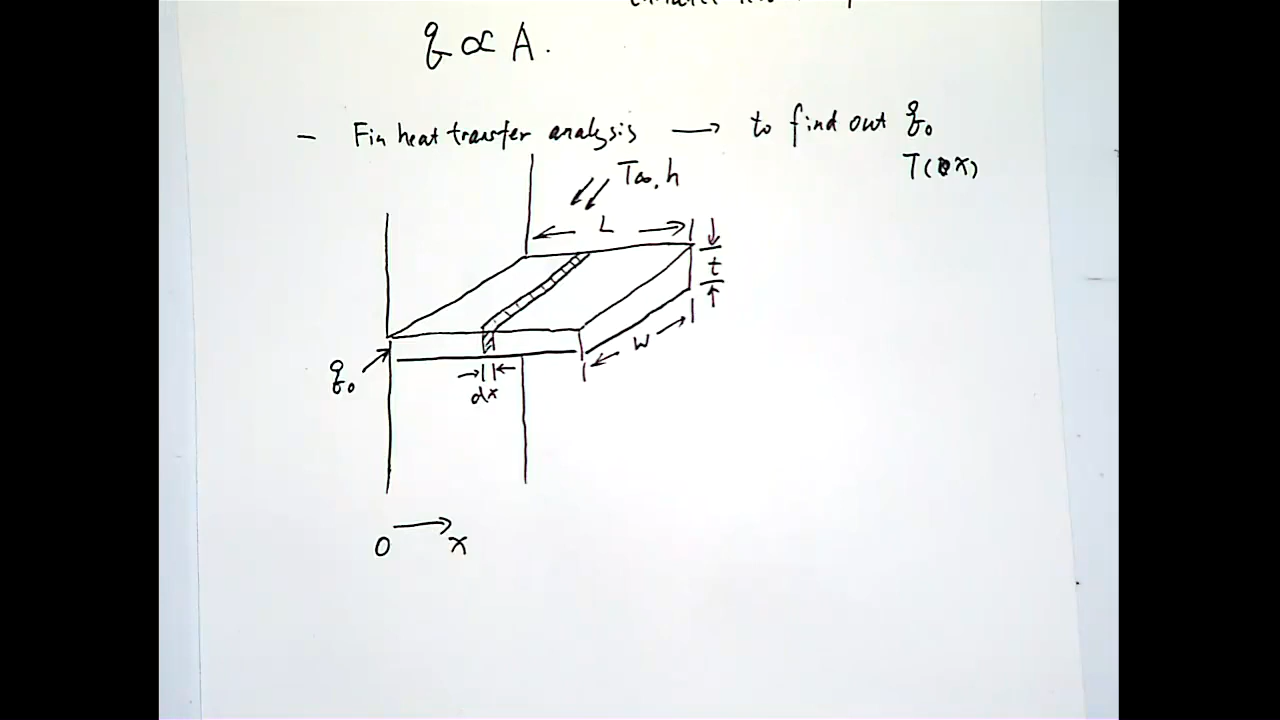 q ∝ A.
— Fin heat transfer analysis → to find out q₀
T(x)
T∞, h
L
t
w
q₀
dx
0 → x